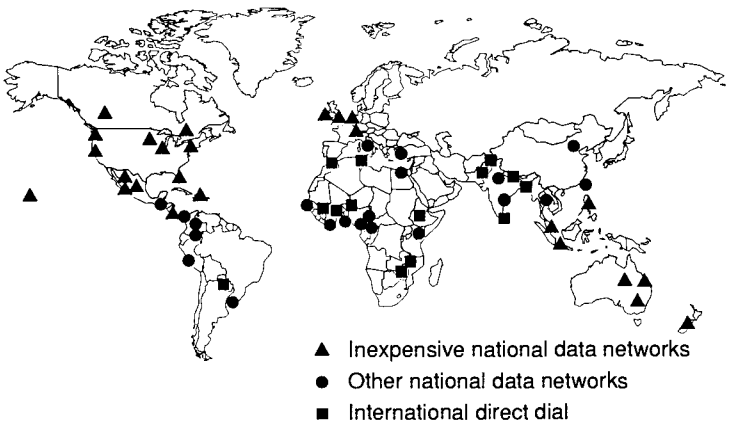 Inexpensive national data networks
Other national data networks
International direct dial